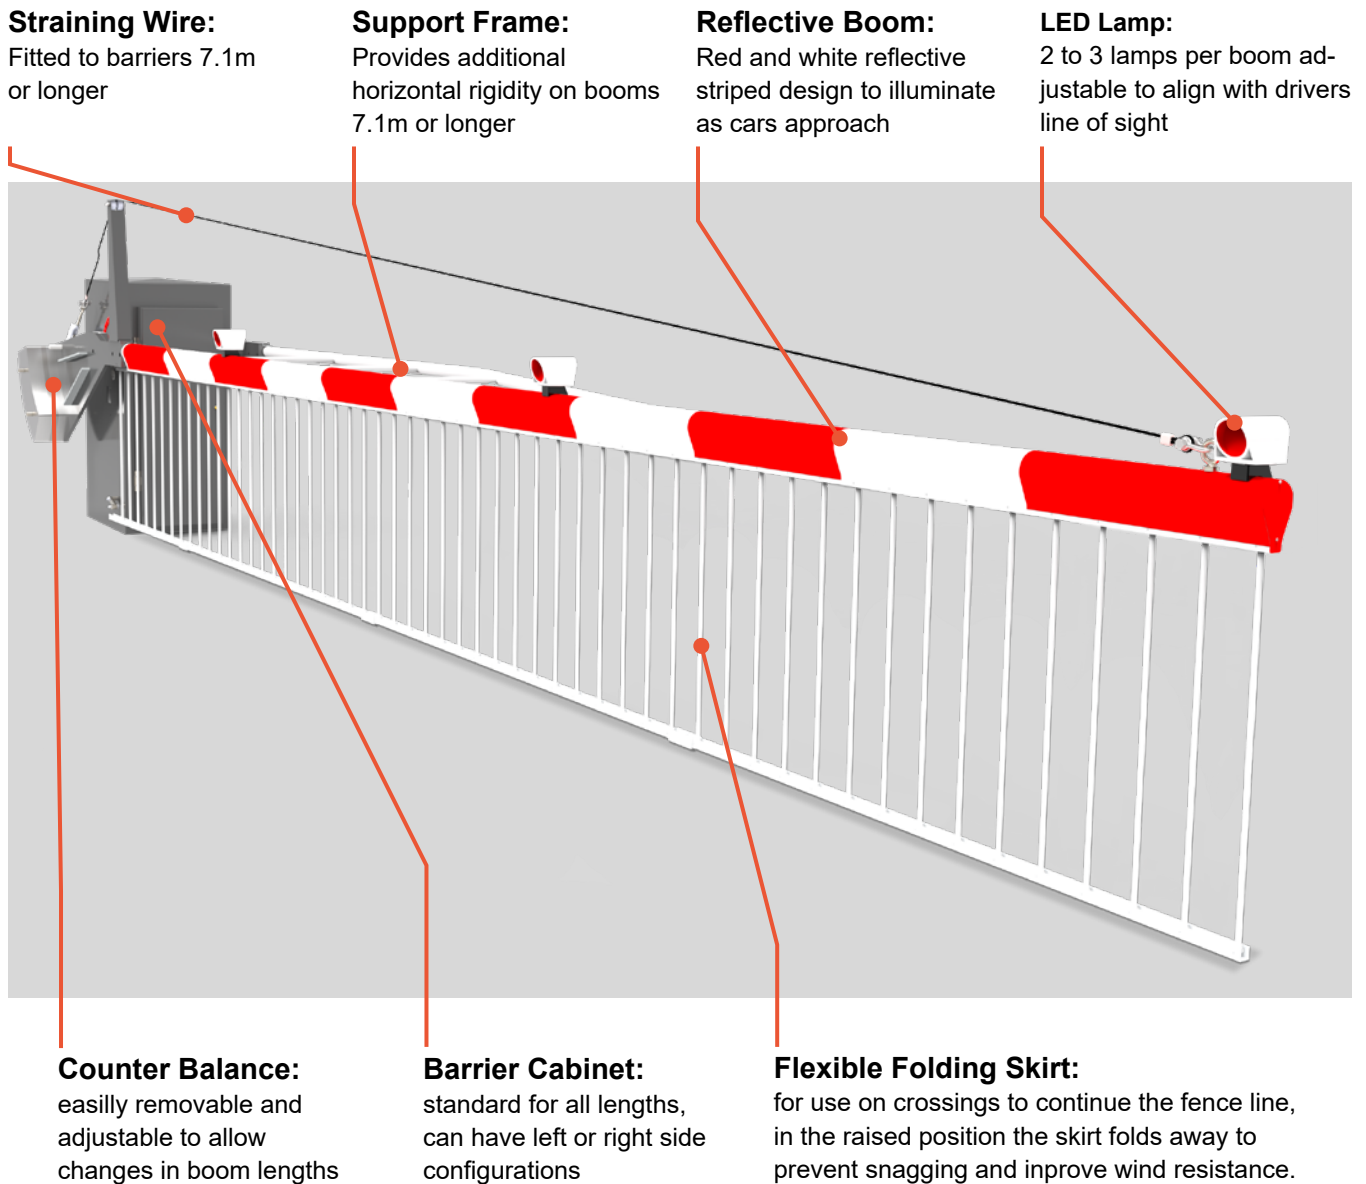 Straining Wire:
Fitted to barriers 7.1m
or longer
Support Frame:
Provides additional
horizontal rigidity on booms
7.1m or longer
Reflective Boom:
Red and white reflective
striped design to illuminate
as cars approach
LED Lamp:
2 to 3 lamps per boom ad-
justable to align with drivers
line of sight
Counter Balance:
easilly removable and
adjustable to allow
changes in boom lengths
Barrier Cabinet:
standard for all lengths,
can have left or right side
configurations
Flexible Folding Skirt:
for use on crossings to continue the fence line,
in the raised position the skirt folds away to
prevent snagging and inprove wind resistance.